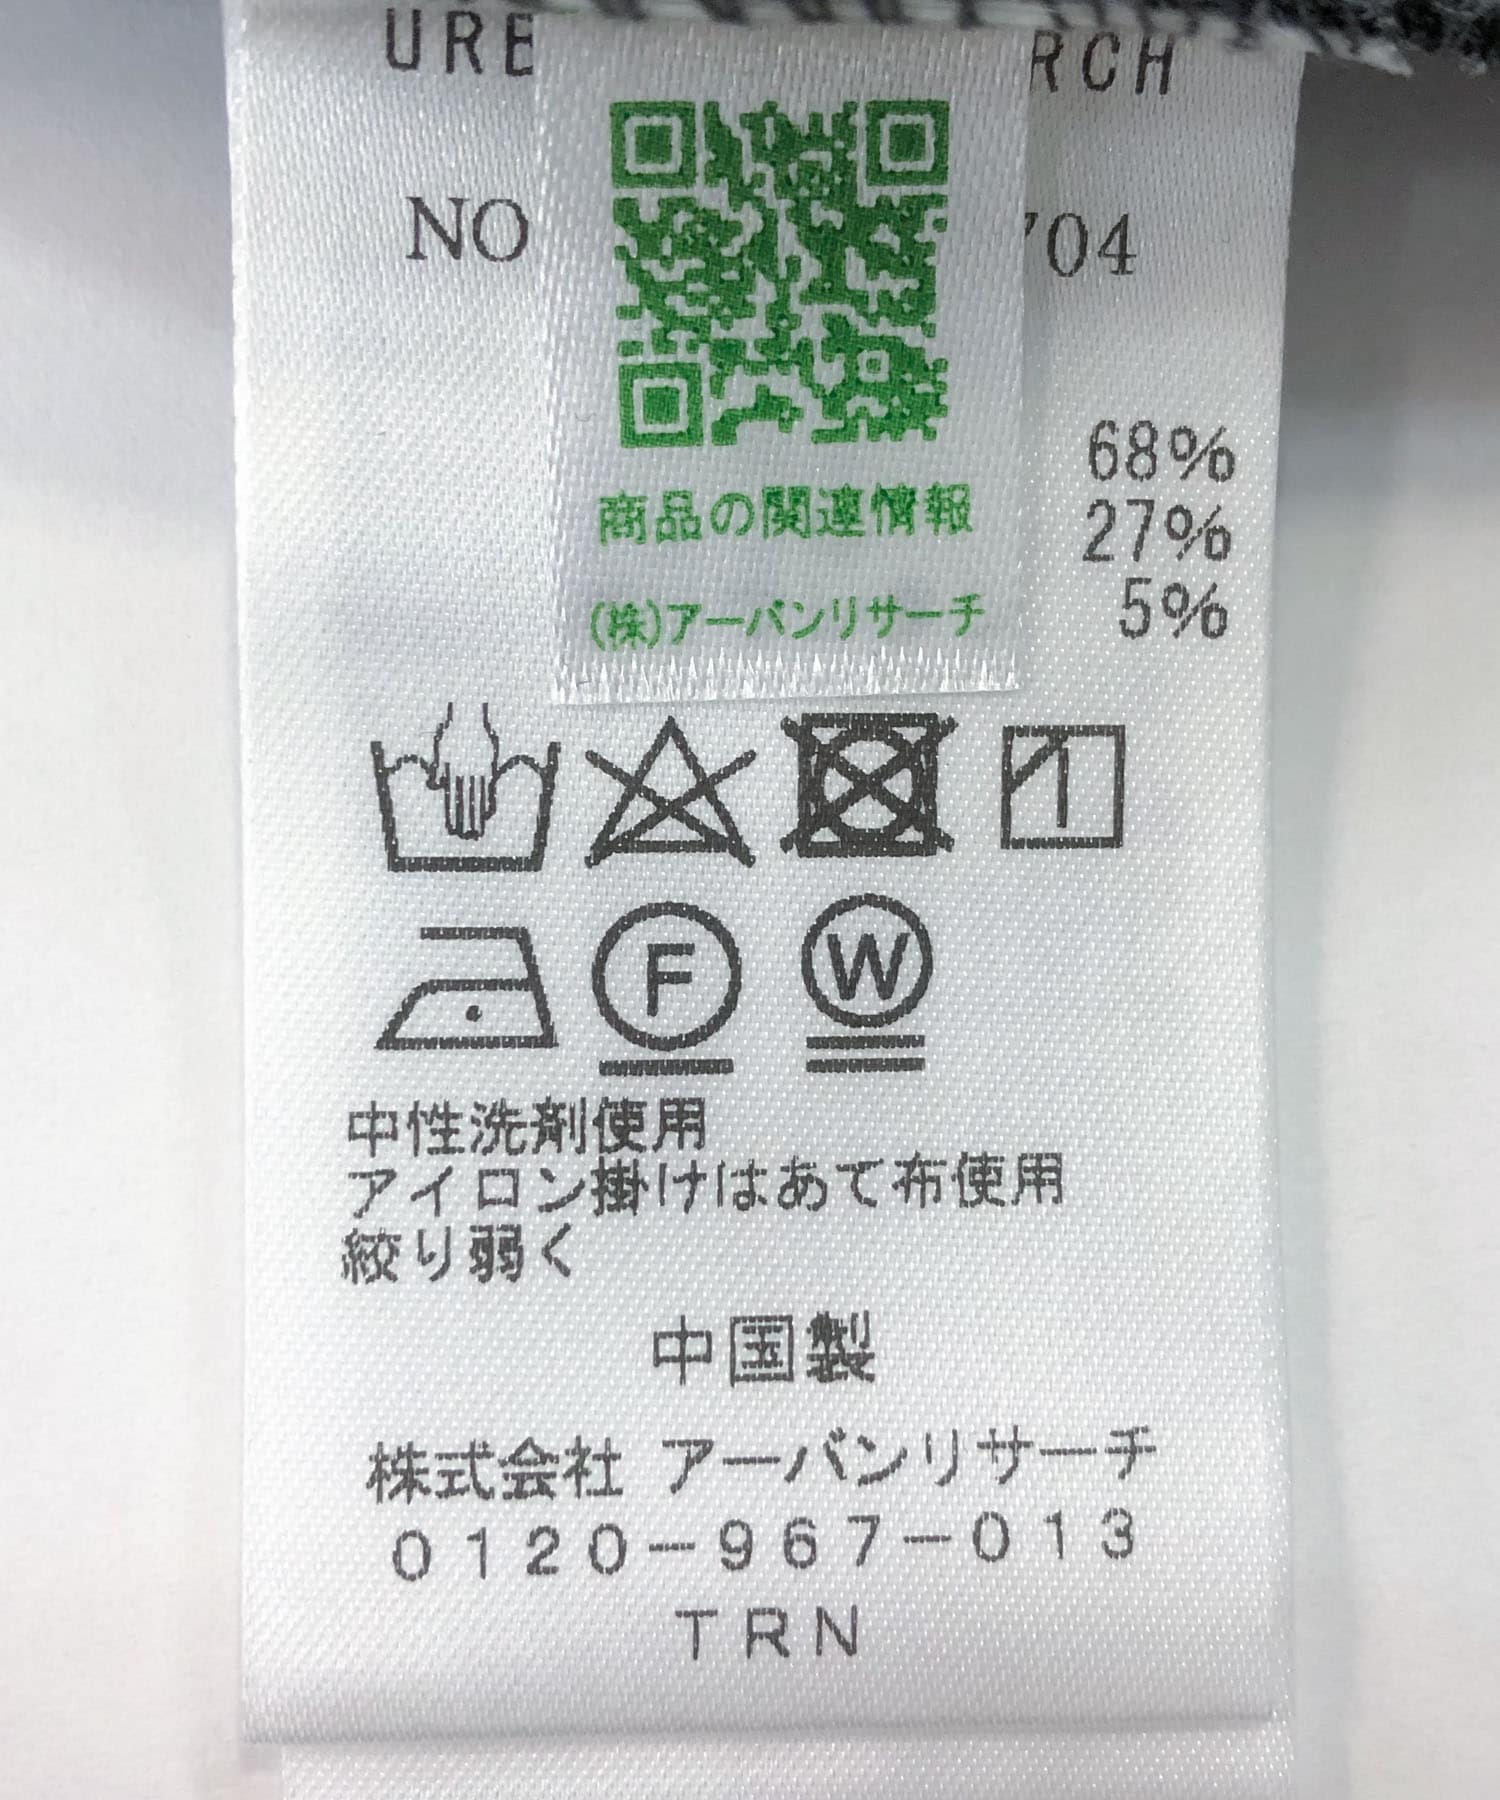 商品の関連情報
(株)アーバンリサーチ
NO
04
68%
27%
5%
F
W
中性洗剤使用
アイロン掛けはあて布使用
絞り弱く
中国製
株式会社 アーバンリサーチ
0120-967-013
TRN